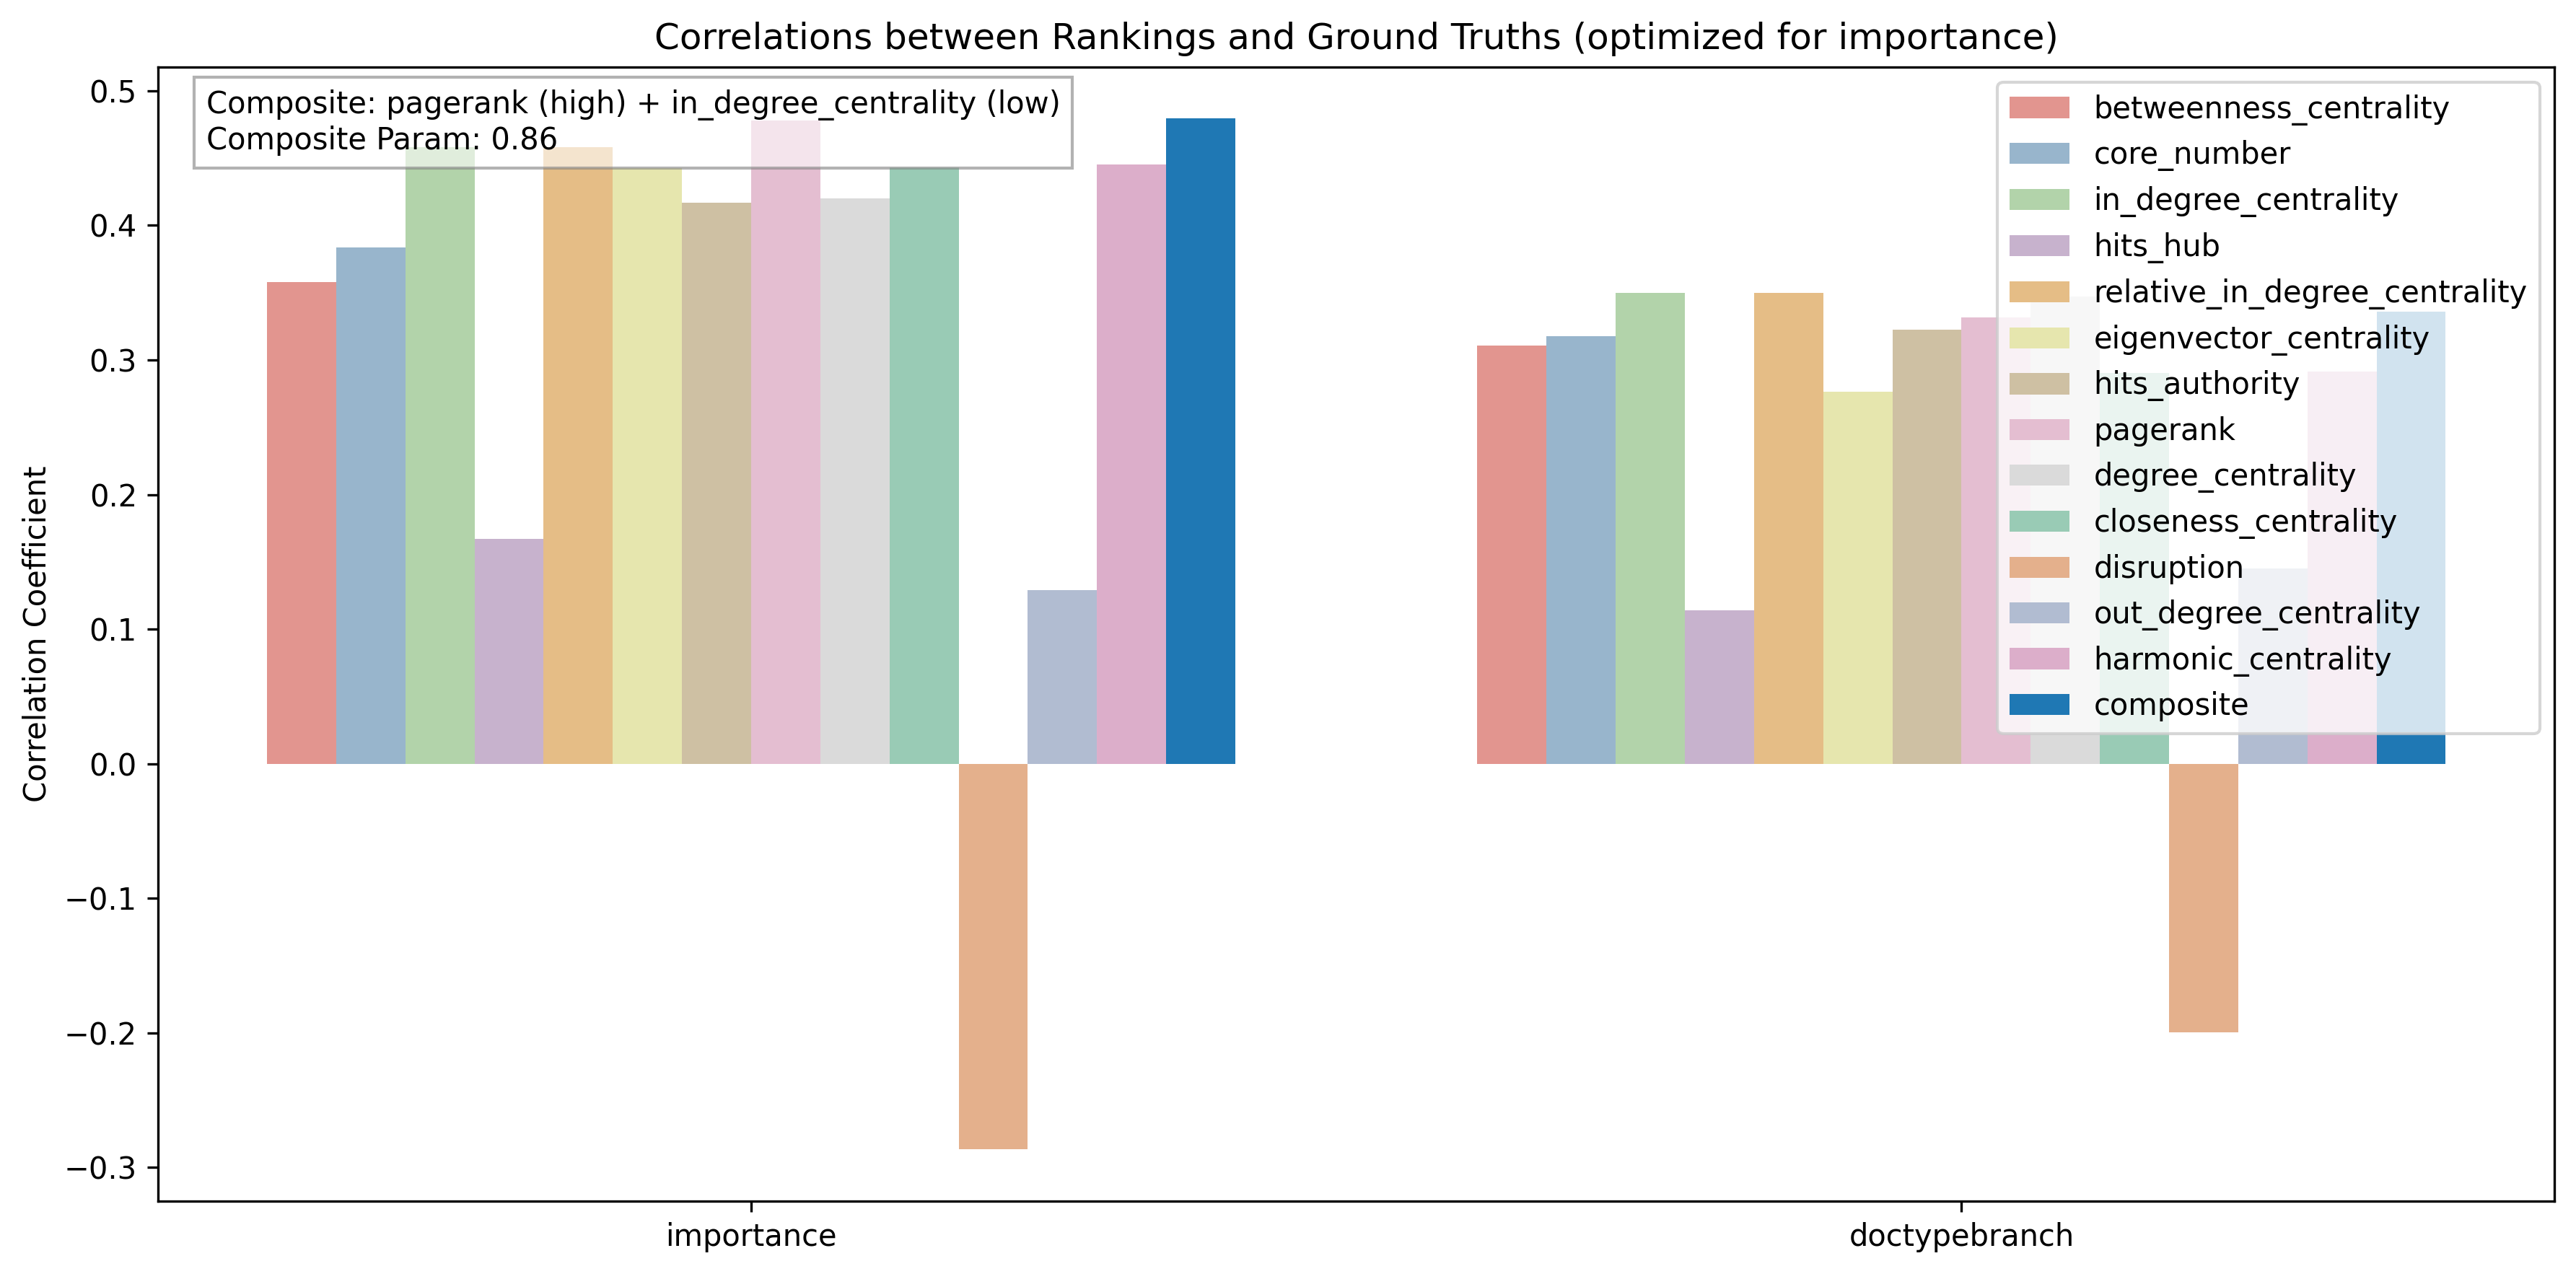 Correlations between Rankings and Ground Truths (optimized for importance)
Composite: pagerank (high) + in_degree_centrality (low)
Composite Param: 0.86
betweenness_centrality
core_number
in_degree_centrality
hits_hub
relative_in_degree_centrality
eigenvector_centrality
hits_authority
pagerank
degree_centrality
closeness_centrality
disruption
out_degree_centrality
harmonic_centrality
composite
Correlation Coefficient
0.5
0.4
0.3
0.2
0.1
0.0
−0.1
−0.2
−0.3
importance
doctypebranch